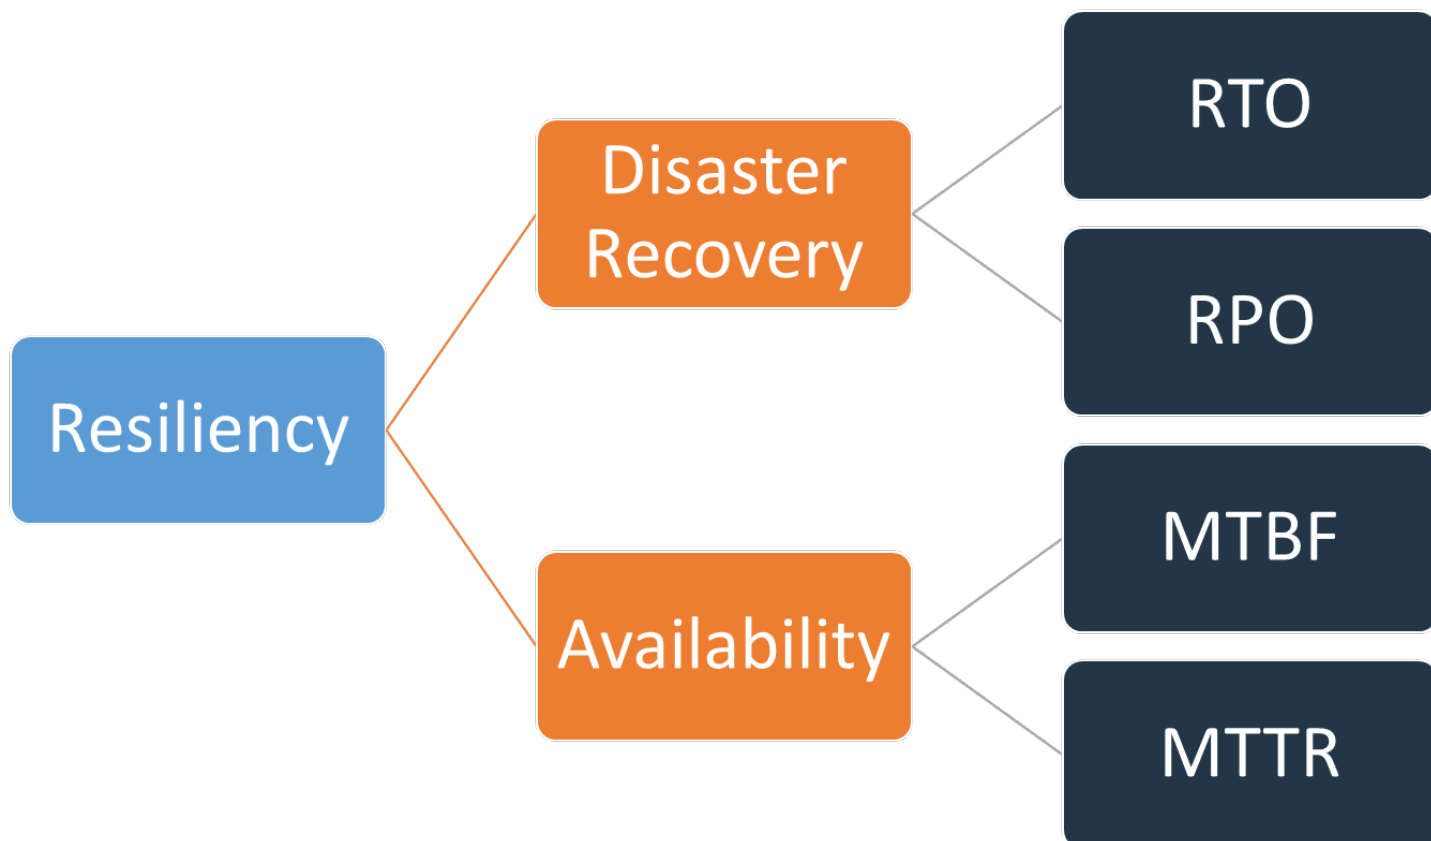 Resiliency
Disaster
Recovery
Availability
RTO
RPO
MTBF
MTTR